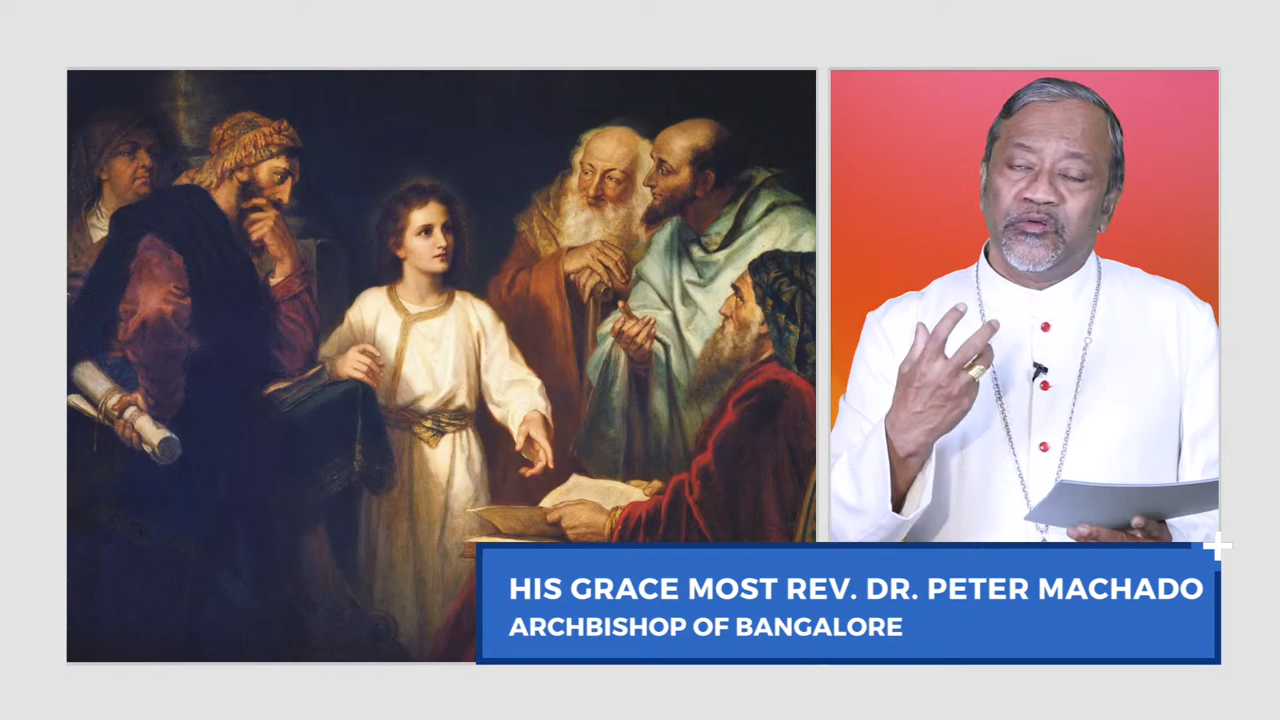 HIS GRACE MOST REV. DR. PETER MACHADO
ARCHBISHOP OF BANGALORE